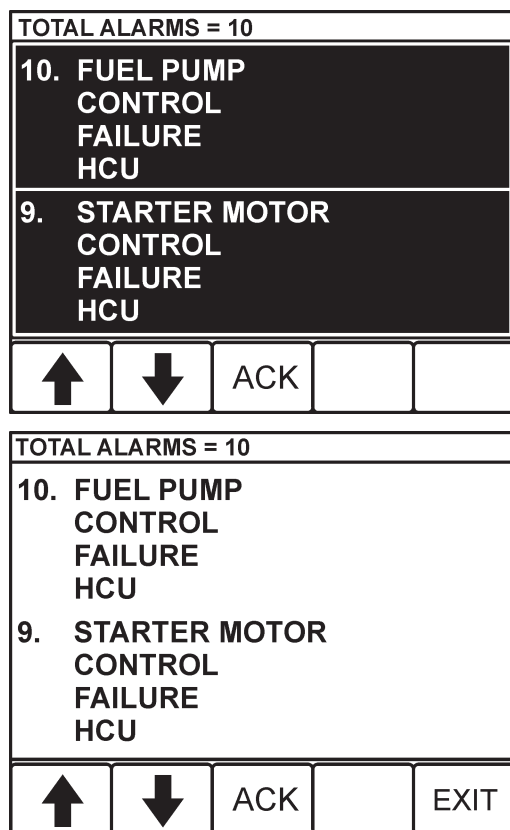 TOTAL ALARMS = 10
10. FUEL PUMP
CONTROL
FAILURE
HCU
9. STARTER MOTOR
CONTROL
FAILURE
HCU
ACK
TOTAL ALARMS = 10
10. FUEL PUMP
CONTROL
FAILURE
HCU
9. STARTER MOTOR
CONTROL
FAILURE
HCU
ACK EXIT